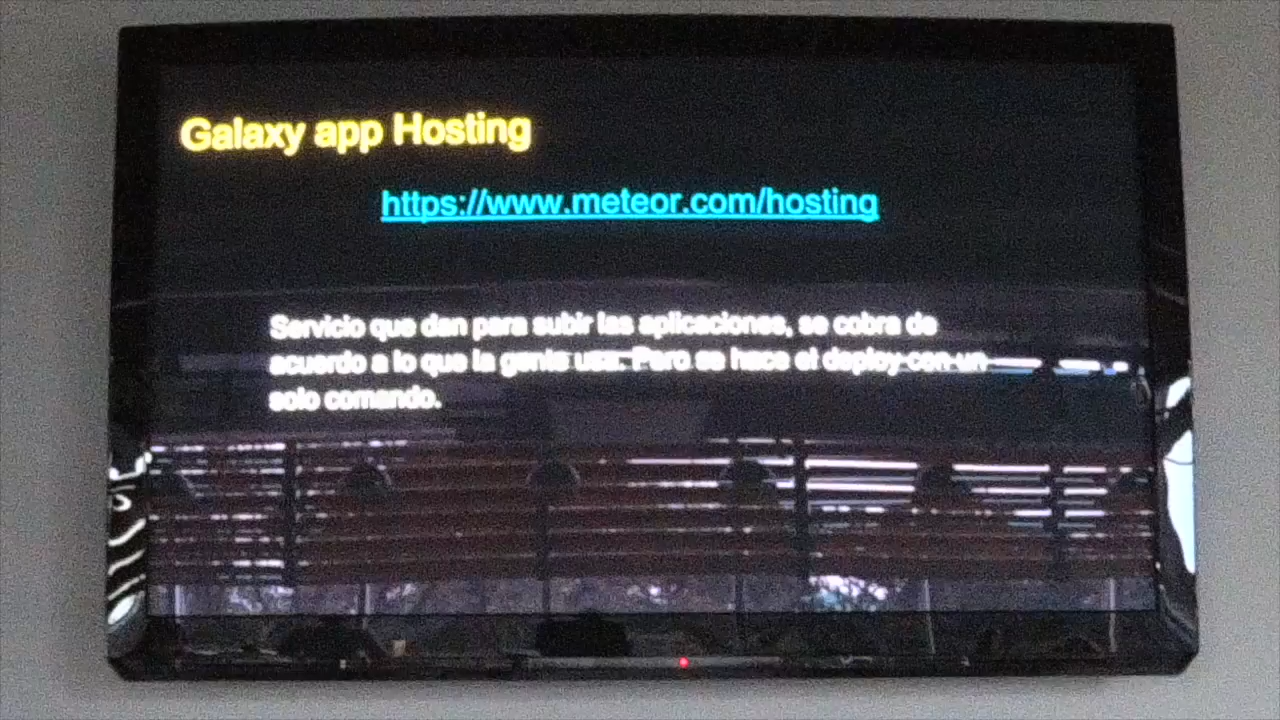 Galaxy app Hosting
https://www.meteor.com/hosting
Servicio que dan para subir las aplicaciones, se cobra de
acuerdo a lo que la gente usa. Pero se hace el deploy con un
solo comando.